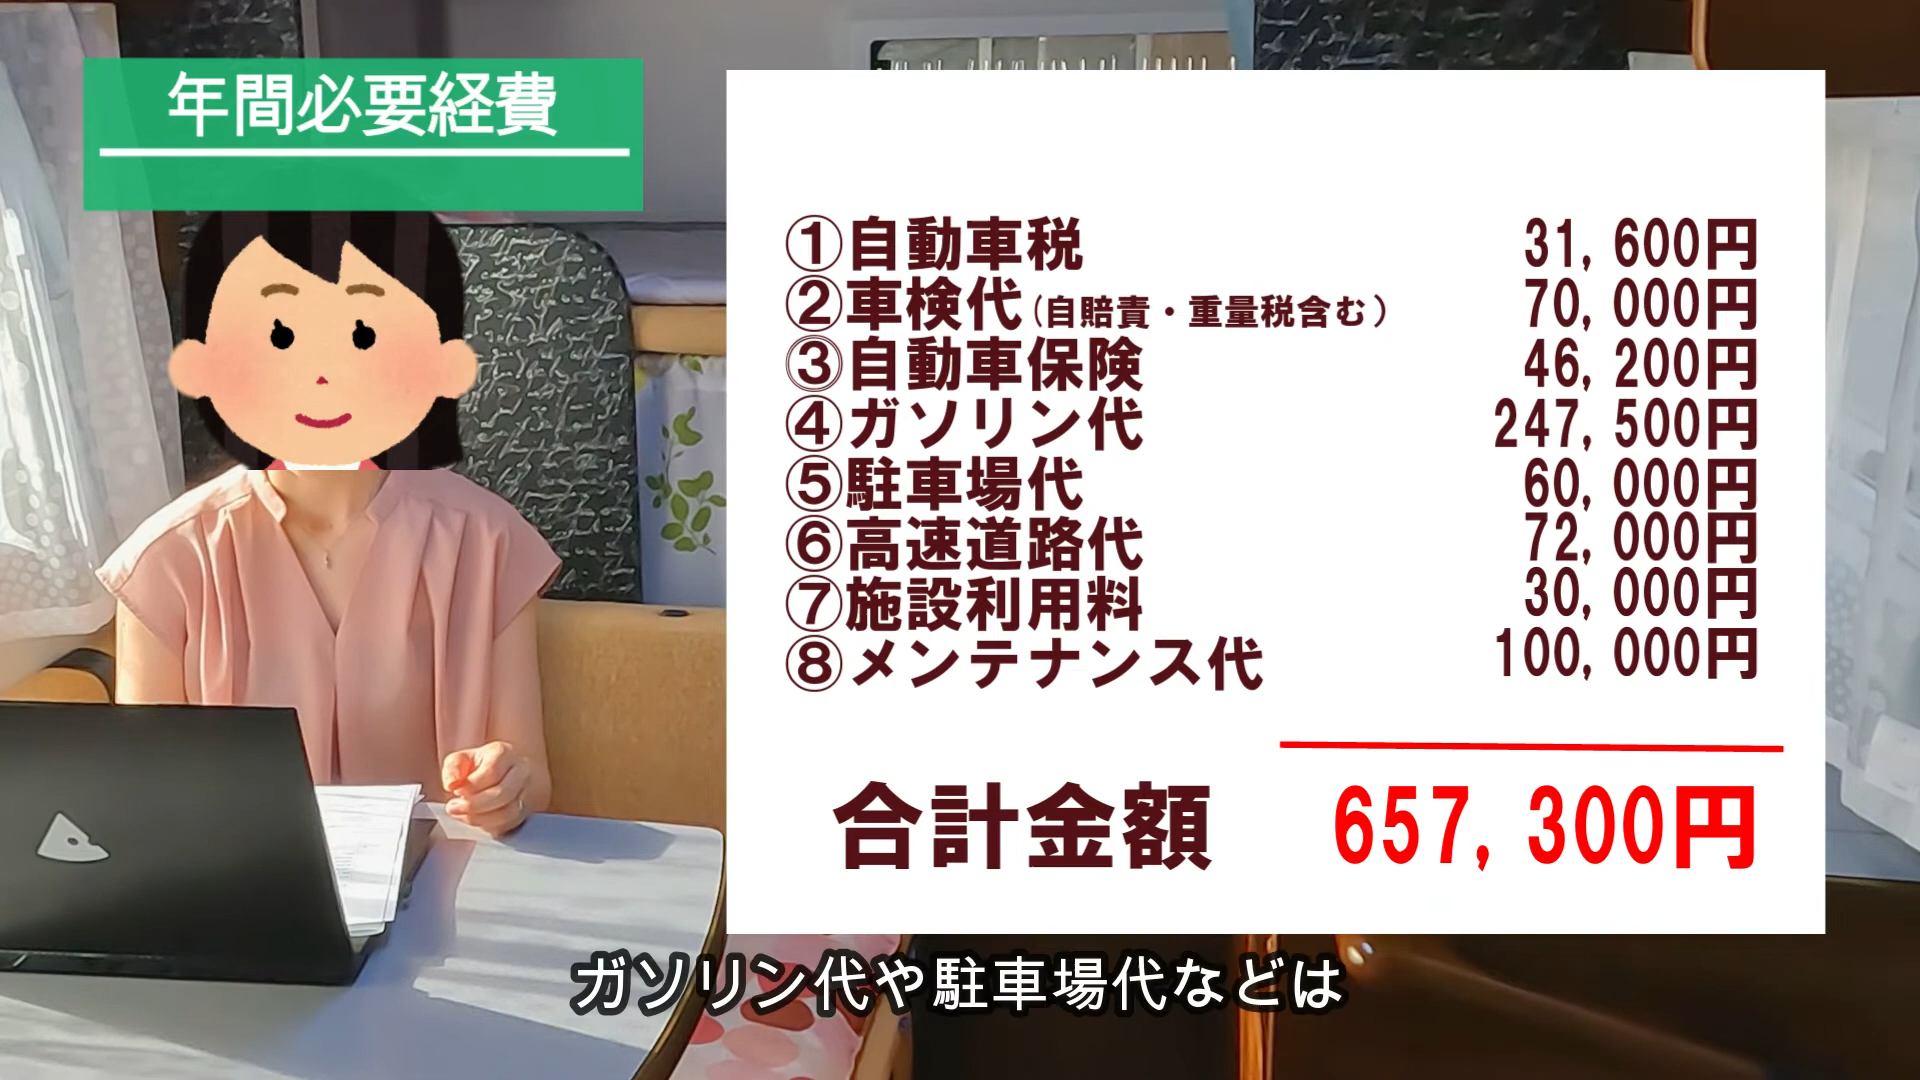 年間必要経費
①自動車税 31,600円
②車検代(自賠責・重量税含む) 70,000円
③自動車保険 46,200円
④ガソリン代 247,500円
⑤駐車場代 60,000円
⑥高速道路代 72,000円
⑦施設利用料 30,000円
⑧メンテナンス代 100,000円
合計金額 657,300円
ガソリン代や駐車場代などは